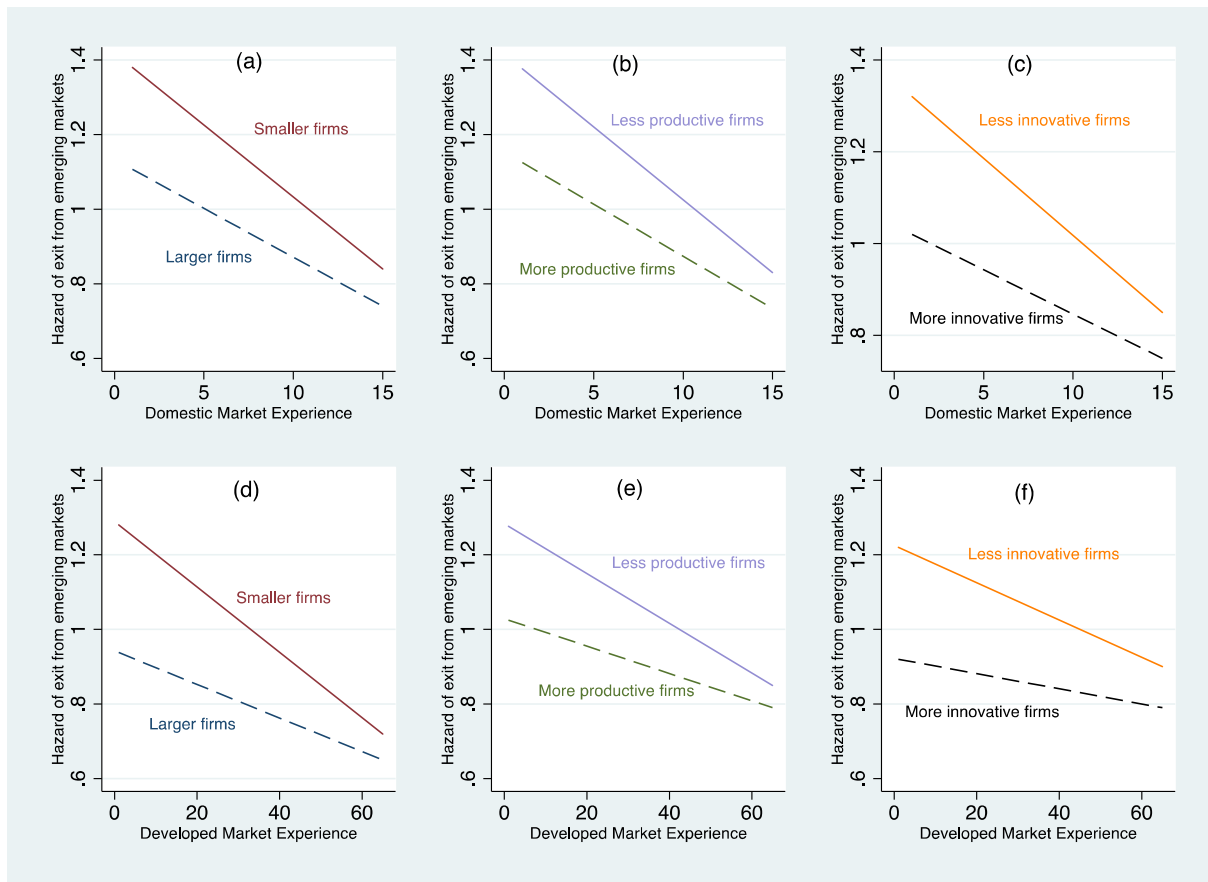 (a)
Hazard of exit from emerging markets
1.4
1.2
1
.8
.6
Smaller firms
Larger firms
0 5 10 15
Domestic Market Experience
(b)
Hazard of exit from emerging markets
1.4
1.2
1
.8
.6
Less productive firms
More productive firms
0 5 10 15
Domestic Market Experience
(c)
Hazard of exit from emerging markets
1.4
1.2
1
.8
Less innovative firms
More innovative firms
0 5 10 15
Domestic Market Experience
(d)
Hazard of exit from emerging markets
1.4
1.2
1
.8
.6
Smaller firms
Larger firms
0 20 40 60
Developed Market Experience
(e)
Hazard of exit from emerging markets
1.4
1.2
1
.8
.6
Less productive firms
More productive firms
0 20 40 60
Developed Market Experience
(f)
Hazard of exit from emerging markets
1.4
1.2
1
.8
.6
Less innovative firms
More innovative firms
0 20 40 60
Developed Market Experience